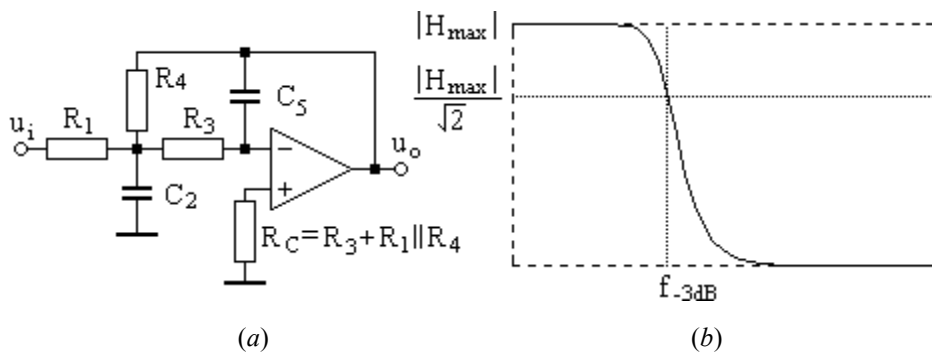 R4
C5
ui
R1
R3
−
uo
+
C2
RC=R3+R1||R4
(a)
|Hmax|
|Hmax|
√2
f-3dB
(b)